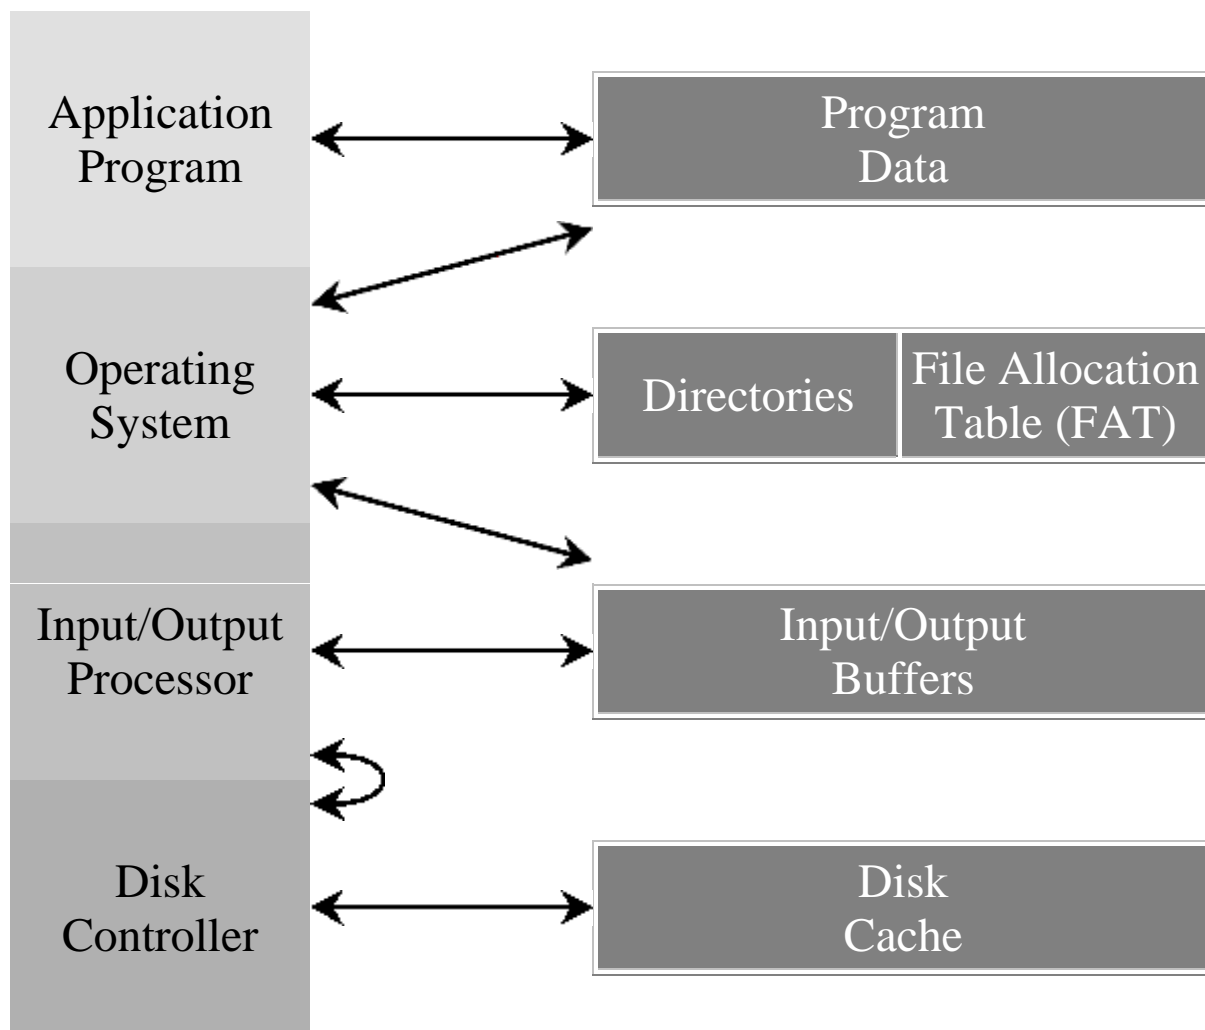 Application
Program
Program
Data
Operating
System
Directories
File Allocation
Table (FAT)
Input/Output
Processor
Input/Output
Buffers
Disk
Controller
Disk
Cache